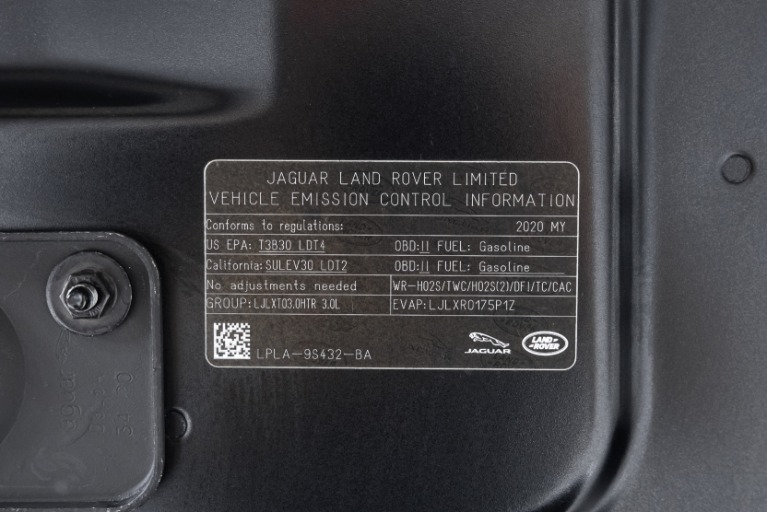 JAGUAR LAND ROVER LIMITED
VEHICLE EMISSION CONTROL INFORMATION
Conforms to regulations: 2020 MY
US EPA: T3B30 LDT4 OBD:II FUEL: Gasoline
California: SULEV30 LDT2 OBD:II FUEL: Gasoline
No adjustments needed WR-HO2S/TWC/HO2S(2)/DFI/TC/CAC
GROUP: LJLXT03.0HTR 3.0L EVAP: LJLXR0175P1Z
LPLA-9S432-BA
JAGUAR
LAND-ROVER